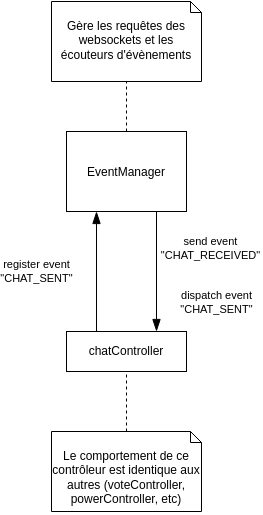 Gère les requêtes des
websockets et les
écouteurs d'évènements
EventManager
send event
"CHAT_RECEIVED"
register event
"CHAT_SENT"
dispatch event
"CHAT_SENT"
chatController
Le comportement de ce
contrôleur est identique aux
autres (voteController,
powerController, etc)